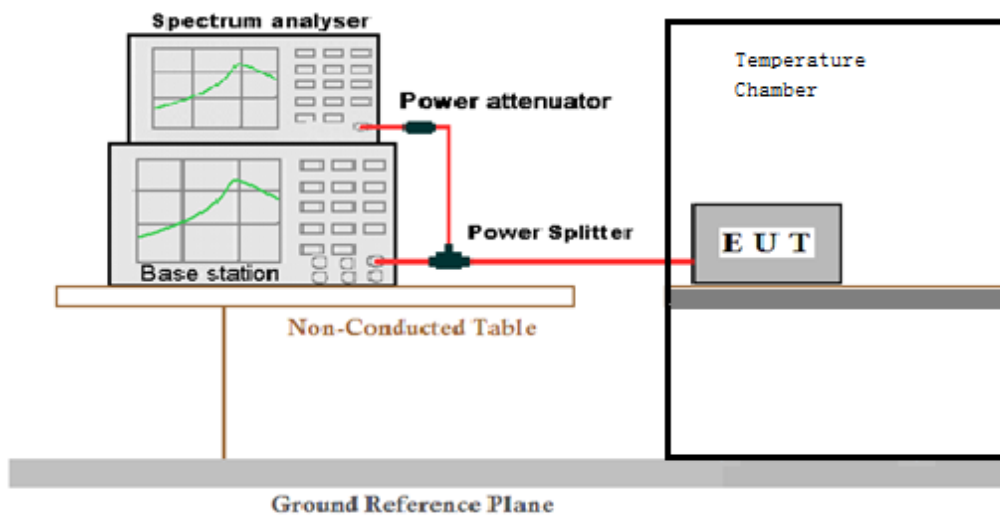 Spectrum analyser
Temperature
Chamber
Power attenuator
Power Splitter
E U T
Base station
Non-Conducted Table
Ground Reference Plane